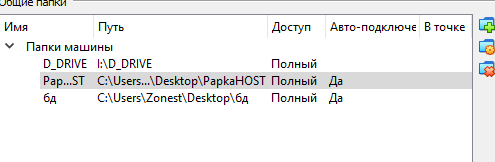 Общие папки
Имя Путь Доступ Авто-подключе В точке
Папки машины
D_DRIVE I:\D_DRIVE Полный
Pap...ST C:\Users...\Desktop\PapkaHOST Полный Да
бд C:\Users\Zonest\Desktop\бд Полный Да